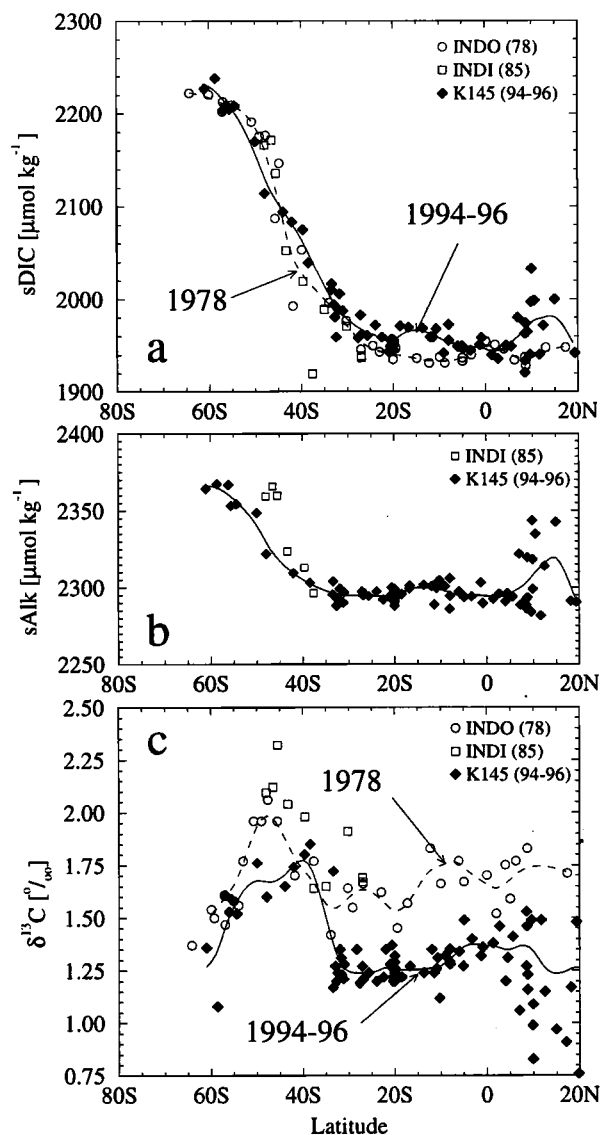 2300
INDO (78)
INDI (85)
K145 (94-96)
2200
sDIC [μmol kg⁻¹]
2100
1994-96
1978
2000
a
1900
80S 60S 40S 20S 0 20N
2400
INDI (85)
K145 (94-96)
sAlk [μmol kg⁻¹]
2350
2300
b
2250
80S 60S 40S 20S 0 20N
2.50
c
INDO (78)
INDI (85)
K145 (94-96)
2.25
1978
2.00
δ¹³C [⁰/₀₀]
1.75
1.50
1.25
1.00
1994-96
0.75
80S 60S 40S 20S 0 20N
Latitude